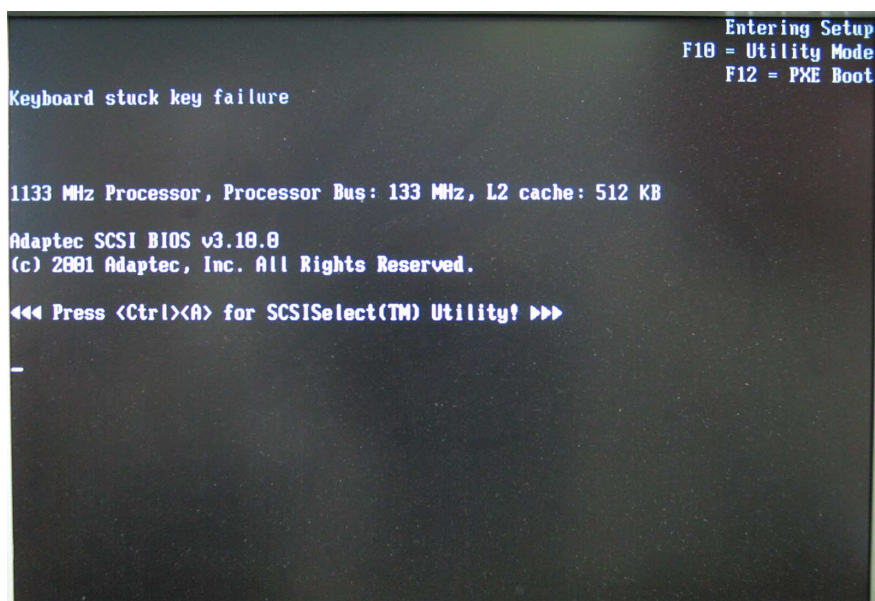 Entering Setup
F10 = Utility Mode
F12 = PXE Boot
Keyboard stuck key failure
1133 MHz Processor, Processor Bus: 133 MHz, L2 cache: 512 KB
Adaptec SCSI BIOS v3.10.0
(c) 2001 Adaptec, Inc. All Rights Reserved.
◄◄◄ Press <Ctrl><A> for SCSISelect(TM) Utility! ►►►